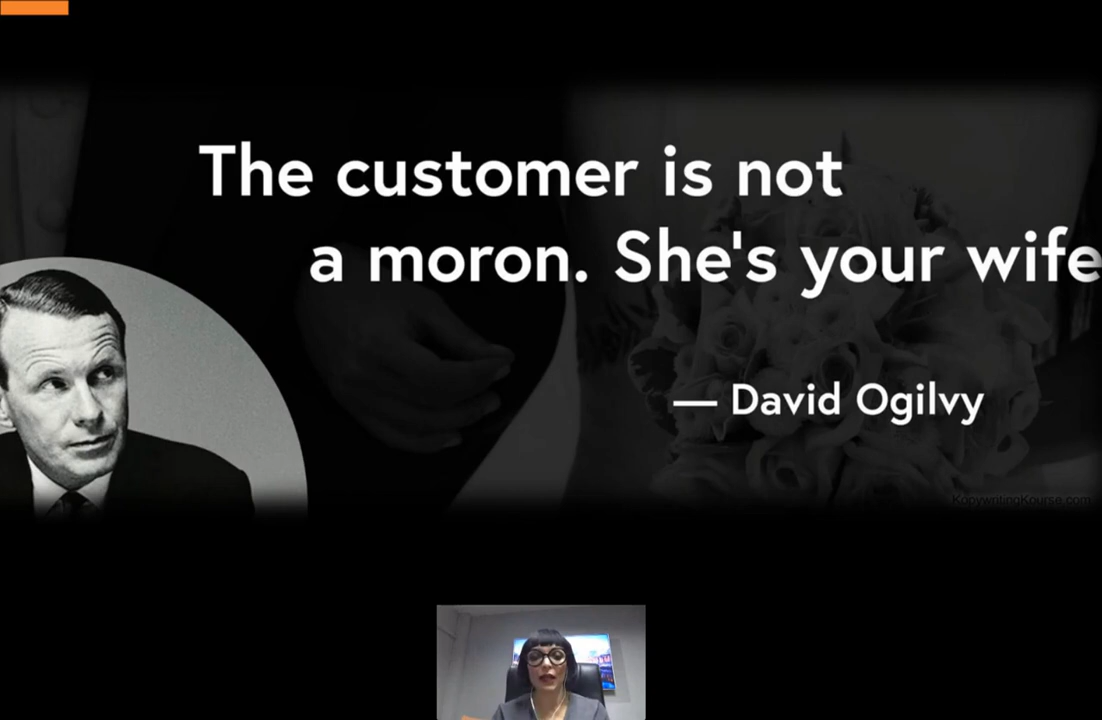 The customer is not
a moron. She's your wife
— David Ogilvy
KopywritingKourse.com